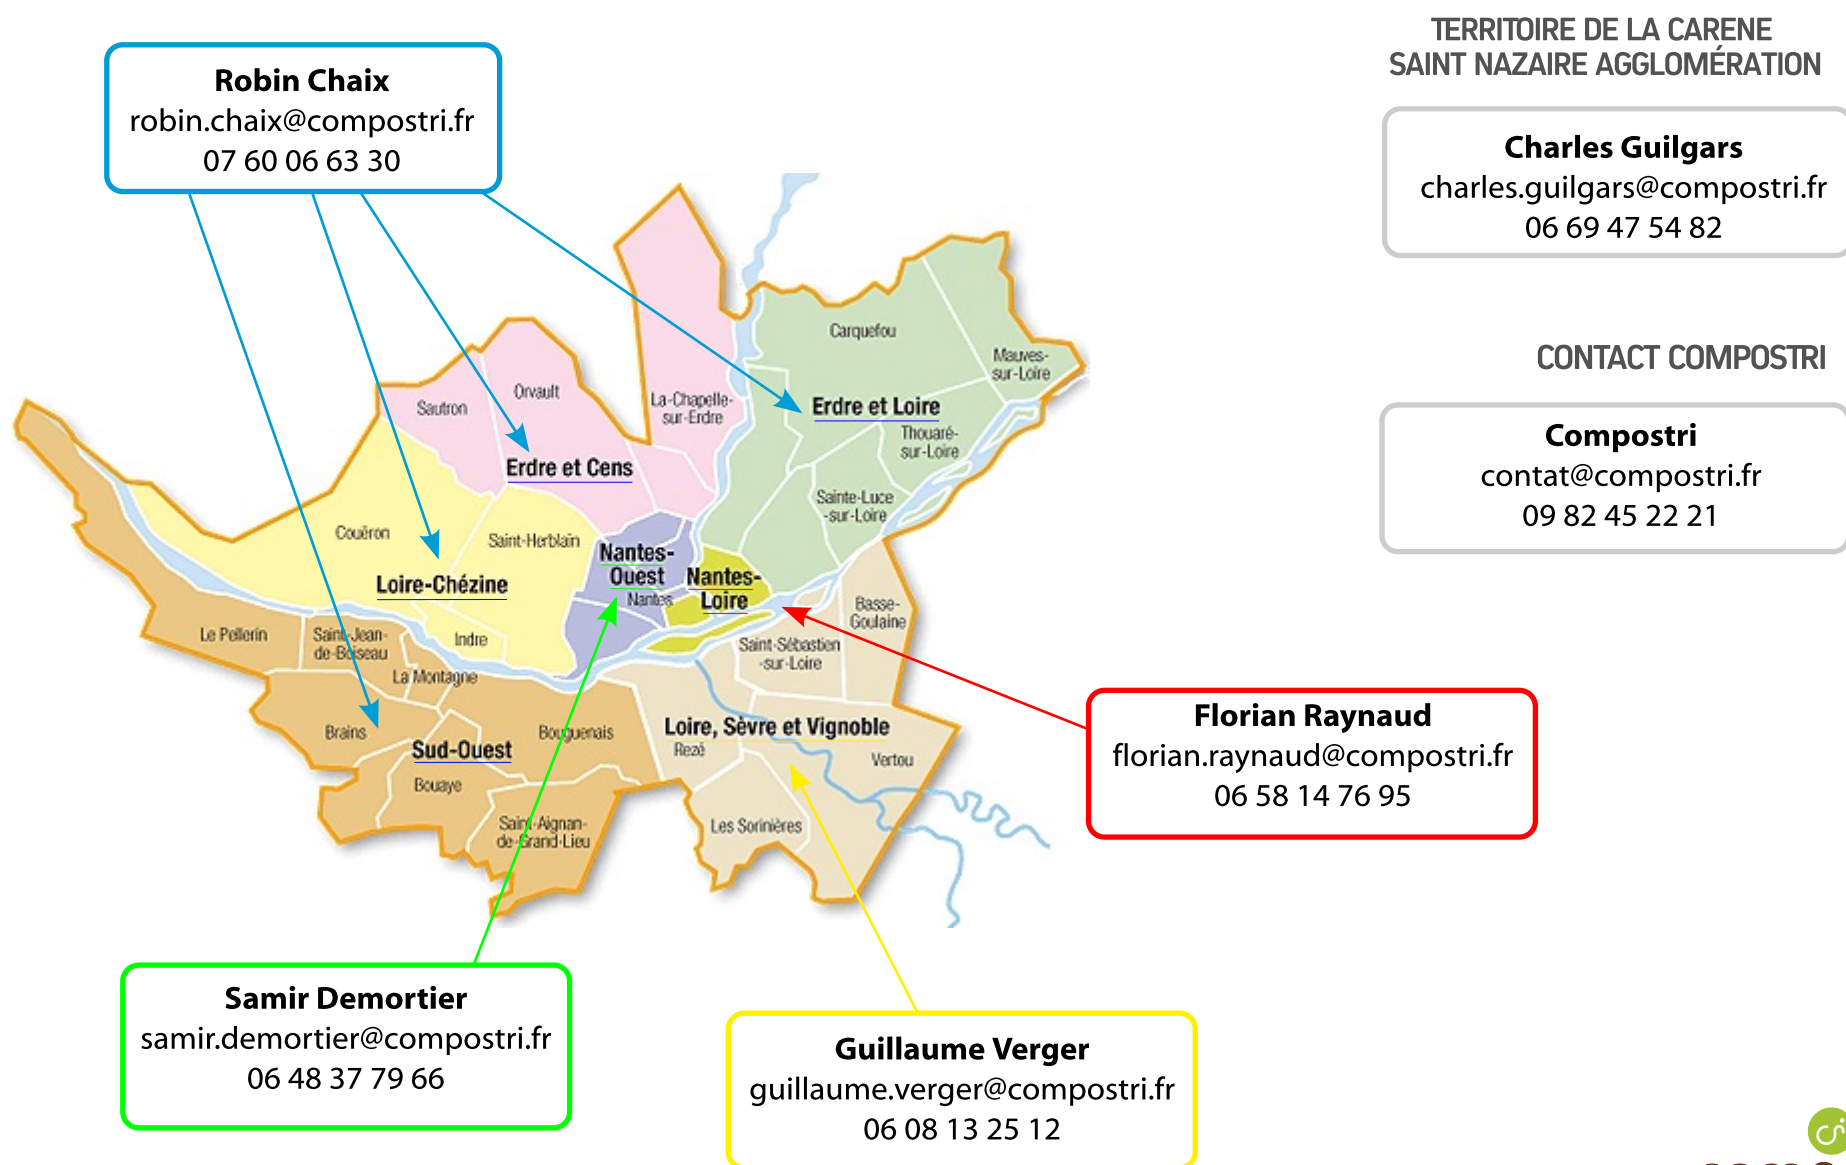 TERRITOIRE DE LA CARENE
SAINT NAZAIRE AGGLOMÉRATION
Robin Chaix
robin.chaix@compostri.fr
07 60 06 63 30
Charles Guilgars
charles.guilgars@compostri.fr
06 69 47 54 82
CONTACT COMPOSTRI
Compostri
contat@compostri.fr
09 82 45 22 21
Carquefou
Mauves-
sur-Loire
Orvault
Sautron
La-Chapelle-
sur-Erdre
Erdre et Loire
Thouaré-
sur-Loire
Erdre et Cens
Sainte-Luce
-sur-Loire
Couëron
Saint-Herblain
Nantes-
Ouest
Nantes
Nantes-
Loire
Loire-Chézine
Basse-
Goulaine
Le Pellerin
Saint-Jean-
de-Boiseau
Indre
Saint-Sébastien
-sur-Loire
La Montagne
Brains
Sud-Ouest
Bouguenais
Loire, Sèvre et Vignoble
Rezé
Vertou
Bouaye
Saint-Aignan-
de-Grand-Lieu
Les Sorinières
Florian Raynaud
florian.raynaud@compostri.fr
06 58 14 76 95
Samir Demortier
samir.demortier@compostri.fr
06 48 37 79 66
Guillaume Verger
guillaume.verger@compostri.fr
06 08 13 25 12